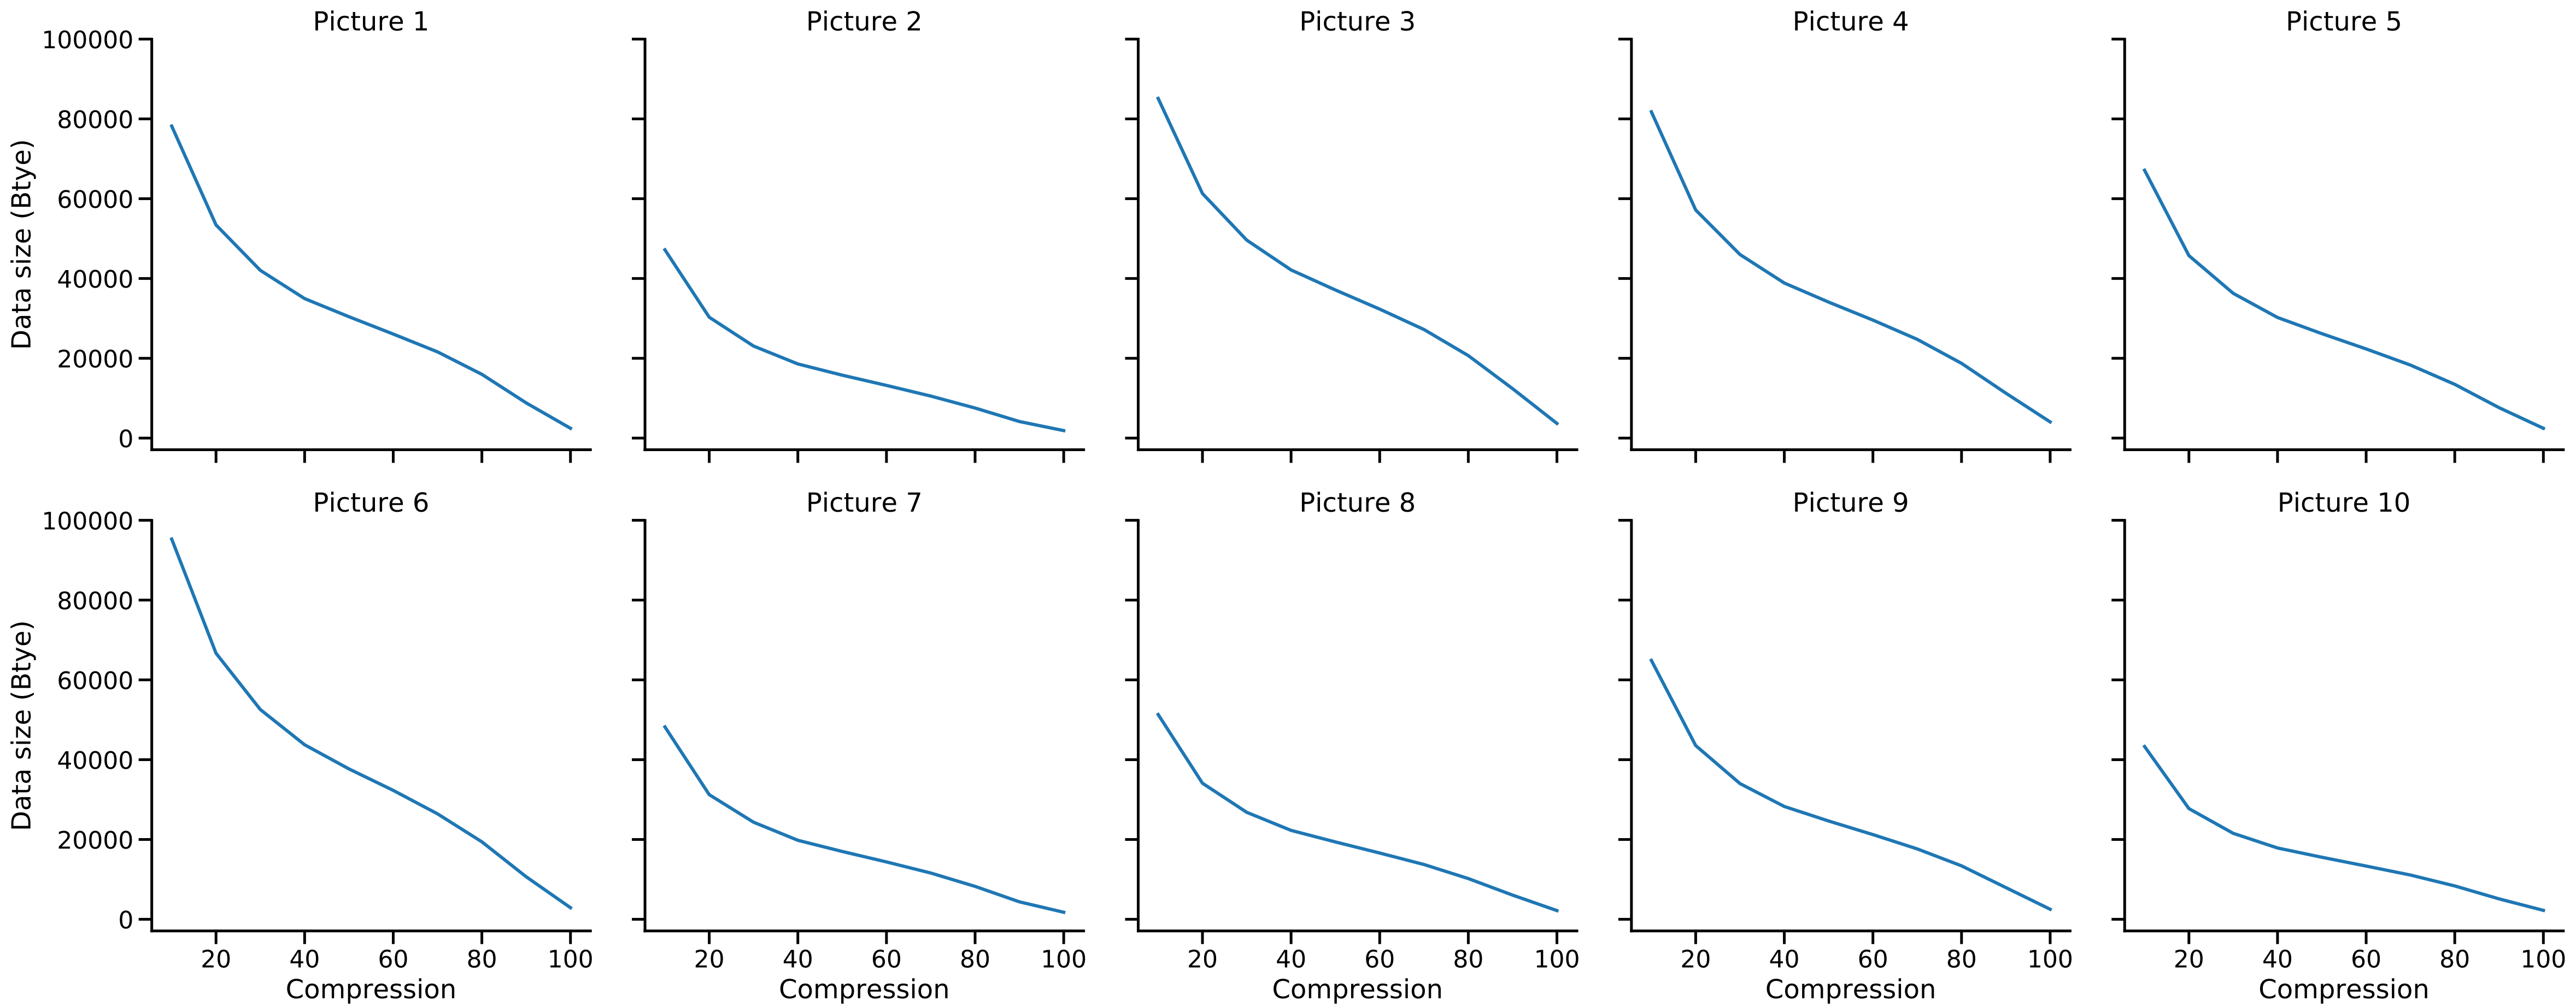 Picture 1
Picture 2
Picture 3
Picture 4
Picture 5
100000
80000
60000
40000
20000
0
Data size (Btye)
Picture 6
Picture 7
Picture 8
Picture 9
Picture 10
100000
80000
60000
40000
20000
0
Data size (Btye)
20 40 60 80 100
20 40 60 80 100
20 40 60 80 100
20 40 60 80 100
20 40 60 80 100
Compression
Compression
Compression
Compression
Compression